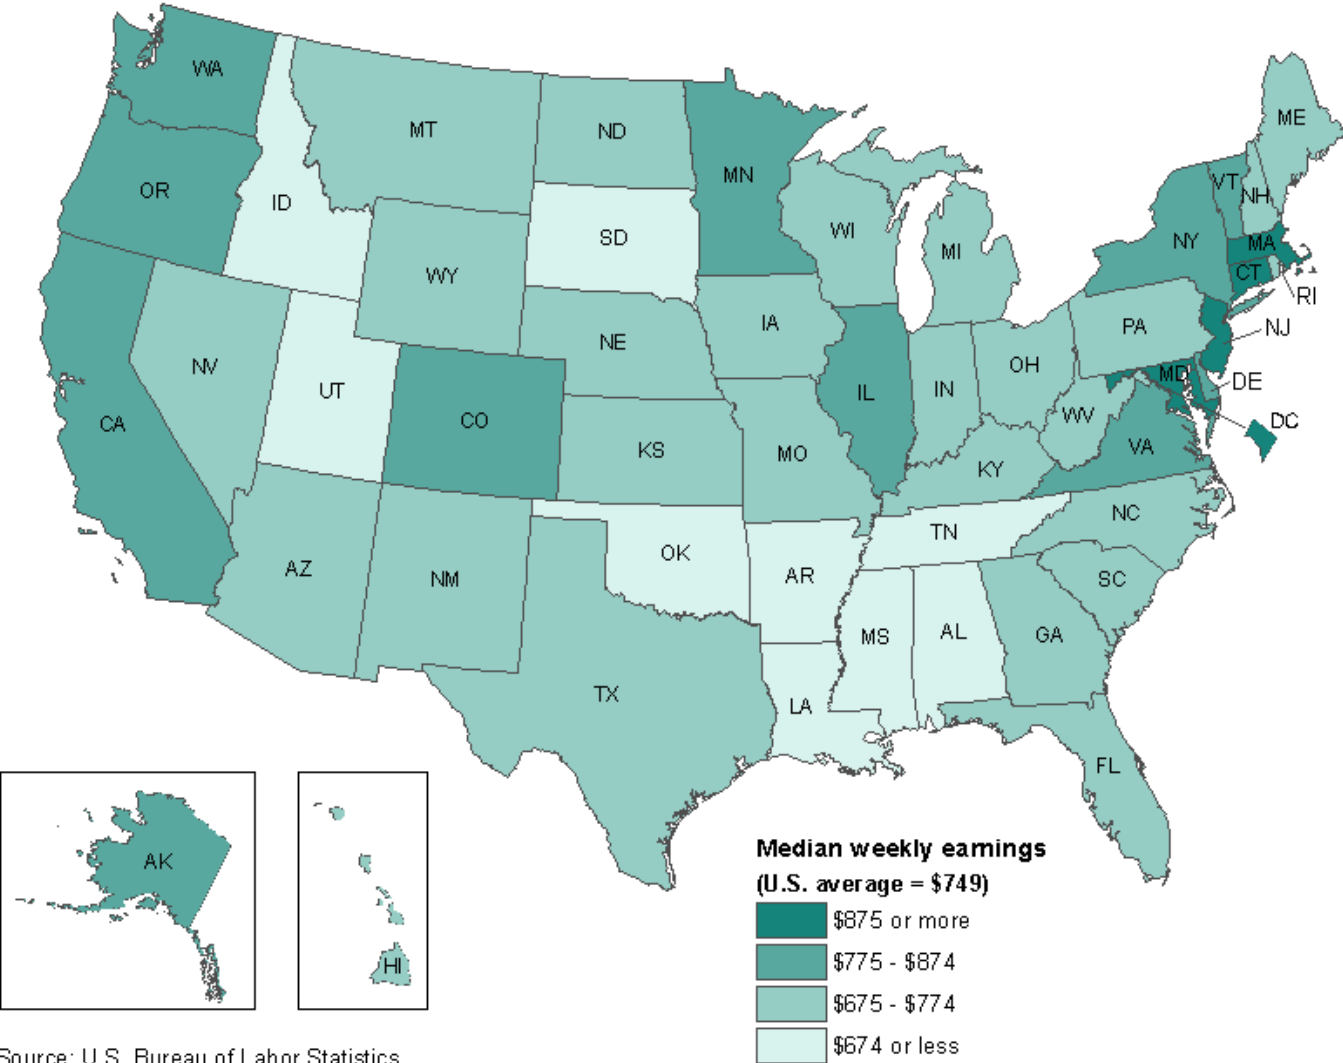 WA
MT
ND
MN
ME
OR
ID
SD
WI
MI
VT
NH
NY
MA
CT
RI
WY
IA
PA
NJ
NV
UT
NE
IL
IN
OH
MD
DE
CA
CO
KS
MO
WV
VA
DC
KY
NC
AZ
NM
OK
AR
TN
SC
MS
AL
GA
TX
LA
FL
AK
HI
Median weekly earnings
(U.S. average = $749)
$875 or more
$775 - $874
$675 - $774
$674 or less
Source: U.S. Bureau of Labor Statistics